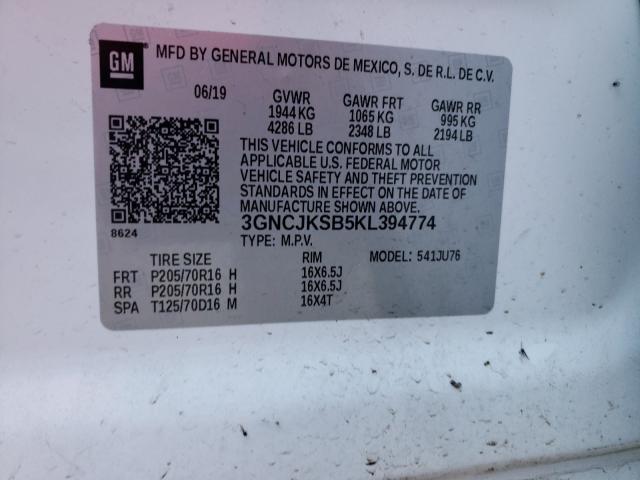 GM
MFD BY GENERAL MOTORS DE MEXICO, S. DE R.L. DE C.V.
06/19 GVWR GAWR FRT GAWR RR
1944 KG 1065 KG 995 KG
4286 LB 2348 LB 2194 LB
THIS VEHICLE CONFORMS TO ALL
APPLICABLE U.S. FEDERAL MOTOR
VEHICLE SAFETY AND THEFT PREVENTION
STANDARDS IN EFFECT ON THE DATE OF
MANUFACTURE SHOWN ABOVE.
3GNCJKSB5KL394774
8624
TYPE: M.P.V. MODEL: 541JU76
TIRE SIZE RIM
FRT P205/70R16 H 16X6.5J
RR P205/70R16 H 16X6.5J
SPA T125/70D16 M 16X4T